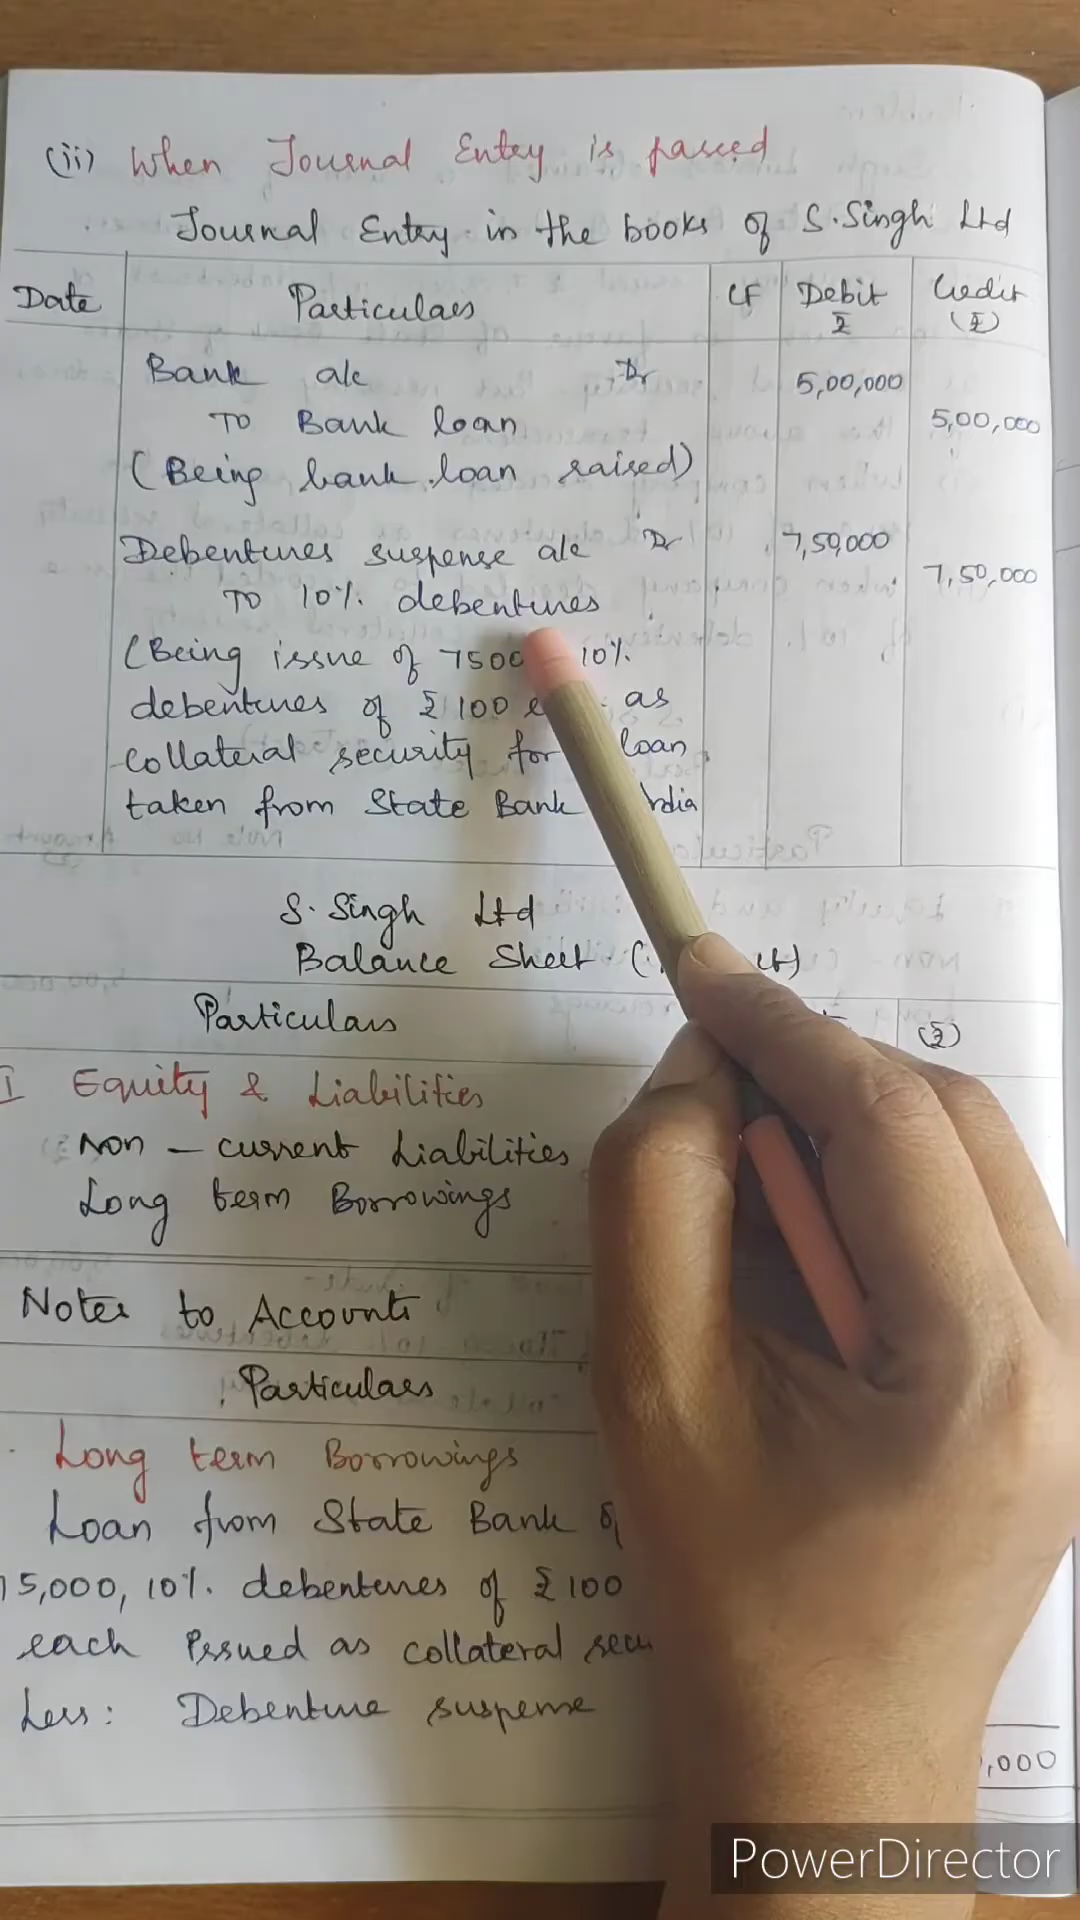 (ii) When Journal Entry is passed
Journal Entry in the books of S. Singh Ltd
Date Particulars LF Debit ₹ Credit (₹)
Bank a/c Dr 5,00,000
To Bank loan 5,00,000
(Being bank loan raised)
Debentures suspense a/c Dr 7,50,000
To 10% debentures 7,50,000
(Being issue of 7500 10%
debentures of ₹ 100 as
collateral security for loan
taken from State Bank
S. Singh Ltd
Balance Sheet
Particulars (₹)
I Equity & Liabilities
Non - current Liabilities
Long term Borrowings
Notes to Accounts
Particulars
Long term Borrowings
Loan from State Bank
5,000, 10% debentures of ₹ 100
each issued as collateral
Less: Debenture suspense
,000
PowerDirector